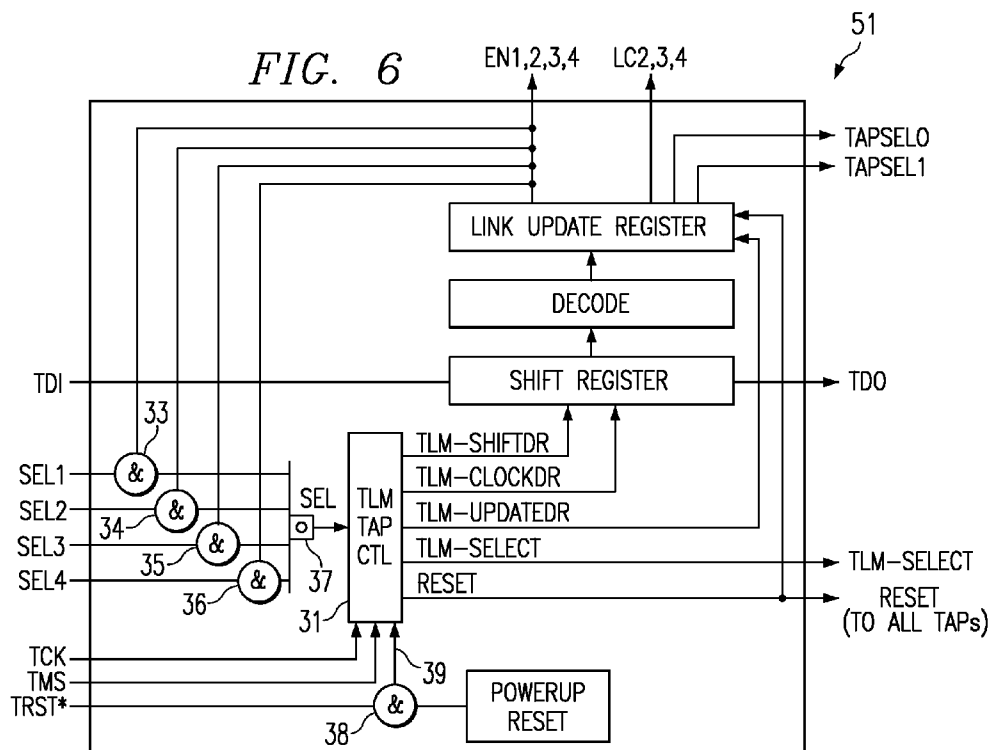 51
FIG. 6
EN1,2,3,4
LC2,3,4
TAPSEL0
TAPSEL1
LINK UPDATE REGISTER
DECODE
TDI
SHIFT REGISTER
TDO
33
SEL1
&
TLM-SHIFTDR
SEL
TLM-CLOCKDR
SEL2
&
TLM
TAP
CTL
34
TLM-UPDATEDR
SEL3
&
35
37
TLM-SELECT
TLM-SELECT
SEL4
&
36
31
RESET
RESET
(TO ALL TAPs)
TCK
39
TMS
TRST*
&
38
POWERUP
RESET